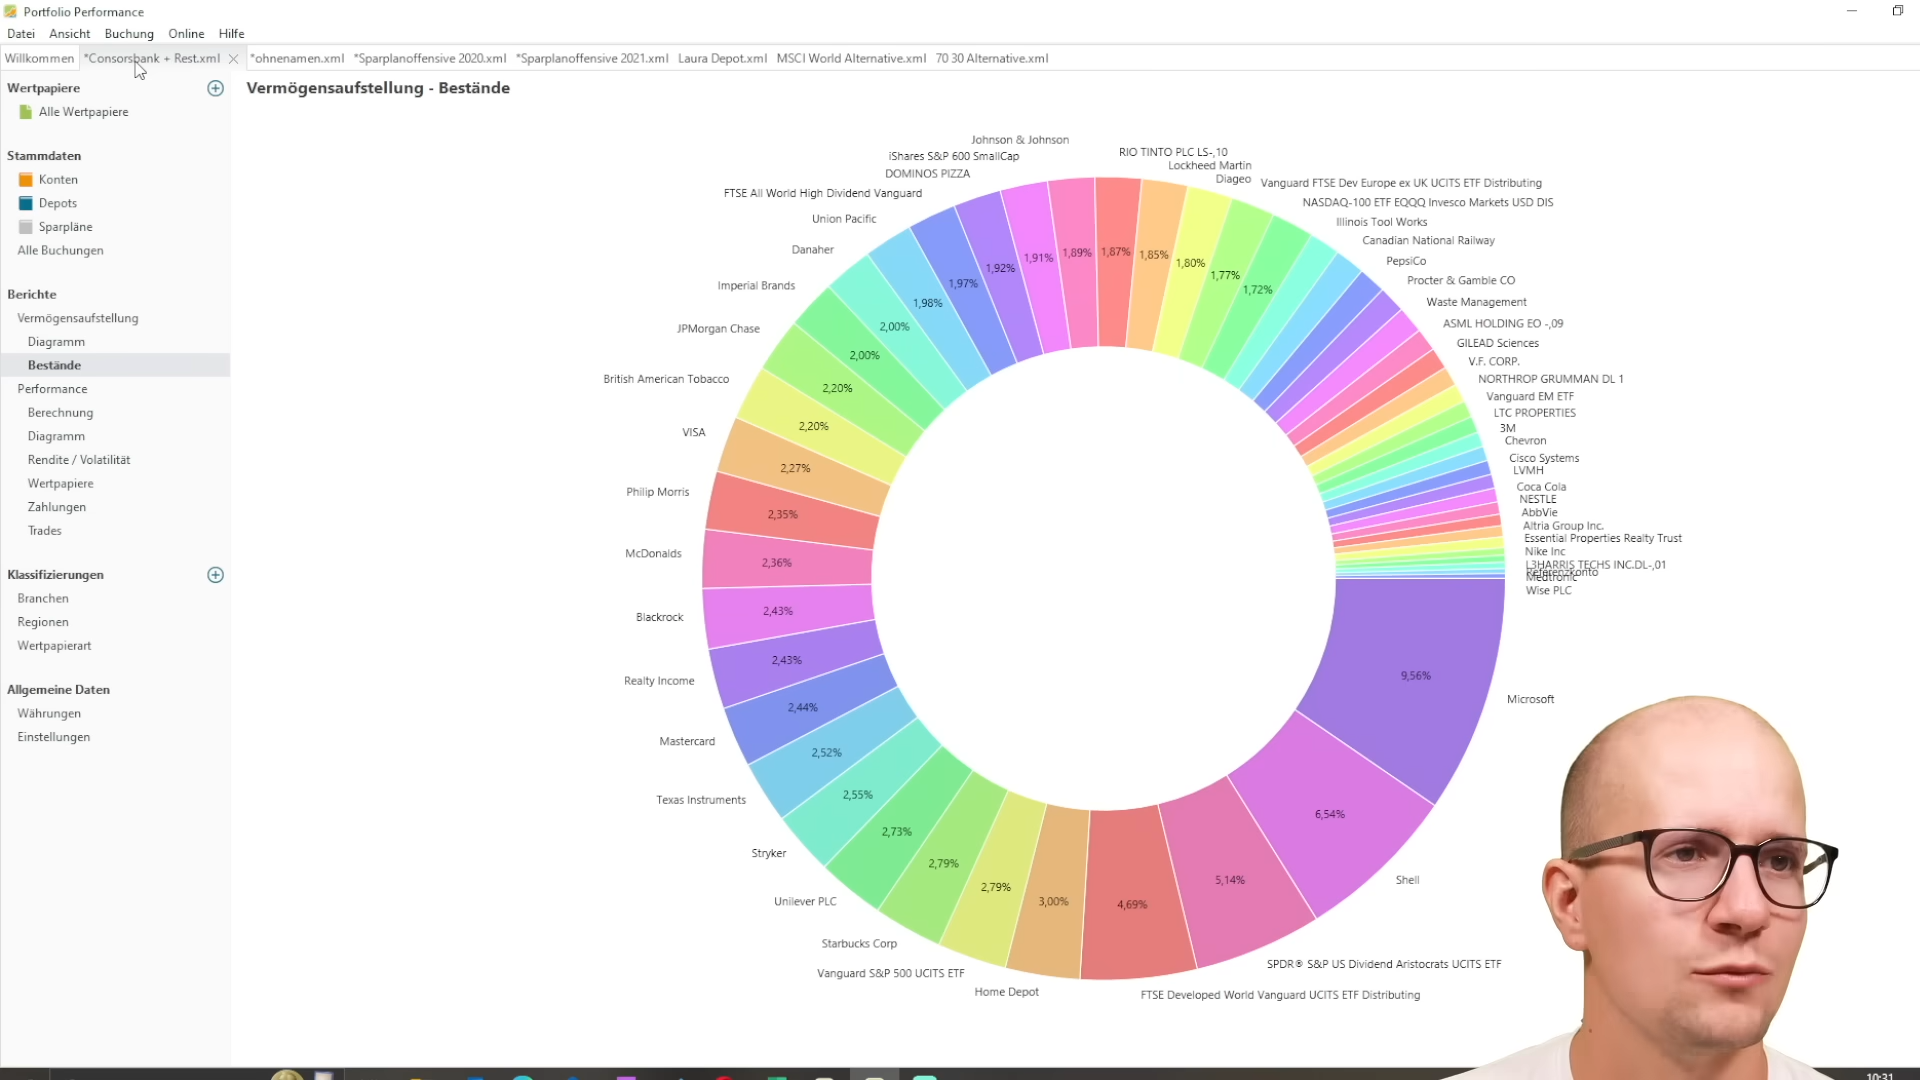 Portfolio Performance
Datei Ansicht Buchung Online Hilfe
Willkommen *Consorsbank + Rest.xml *ohnenamen.xml *Sparplanoffensive 2020.xml *Sparplanoffensive 2021.xml Laura Depot.xml MSCI World Alternative.xml 70 30 Alternative.xml
Wertpapiere
Alle Wertpapiere
Stammdaten
Konten
Depots
Sparpläne
Alle Buchungen
Berichte
Vermögensaufstellung
Diagramm
Bestände
Performance
Berechnung
Diagramm
Rendite / Volatilität
Wertpapiere
Zahlungen
Trades
Klassifizierungen
Branchen
Regionen
Wertpapierart
Allgemeine Daten
Währungen
Einstellungen
Vermögensaufstellung - Bestände
Johnson & Johnson
iShares S&P 600 SmallCap
DOMINOS PIZZA
FTSE All World High Dividend Vanguard
Union Pacific
Danaher
Imperial Brands
JPMorgan Chase
British American Tobacco
VISA
Philip Morris
McDonalds
Blackrock
Realty Income
Mastercard
Texas Instruments
Stryker
Unilever PLC
Starbucks Corp
Vanguard S&P 500 UCITS ETF
Home Depot
FTSE Developed World Vanguard UCITS ETF Distributing
SPDR® S&P US Dividend Aristocrats UCITS ETF
Shell
Microsoft
RIO TINTO PLC LS-,10
Lockheed Martin
Diageo
Vanguard FTSE Dev Europe ex UK UCITS ETF Distributing
NASDAQ-100 ETF EQQQ Invesco Markets USD DIS
Illinois Tool Works
Canadian National Railway
PepsiCo
Procter & Gamble CO
Waste Management
ASML HOLDING EO -,09
GILEAD Sciences
V.F. CORP.
NORTHROP GRUMMAN DL 1
Vanguard EM ETF
LTC PROPERTIES
3M
Chevron
Cisco Systems
LVMH
Coca Cola
NESTLE
AbbVie
Altria Group Inc.
Essential Properties Realty Trust
Nike Inc
L3HARRIS TECHS INC.DL-,01
Referenzkonto
Medtronic
Wise PLC
1,72%
1,77%
1,80%
1,85%
1,87%
1,89%
1,91%
1,92%
1,97%
1,98%
2,00%
2,00%
2,20%
2,20%
2,27%
2,35%
2,36%
2,43%
2,43%
2,44%
2,52%
2,55%
2,73%
2,79%
2,79%
3,00%
4,69%
5,14%
6,54%
9,56%
10:31